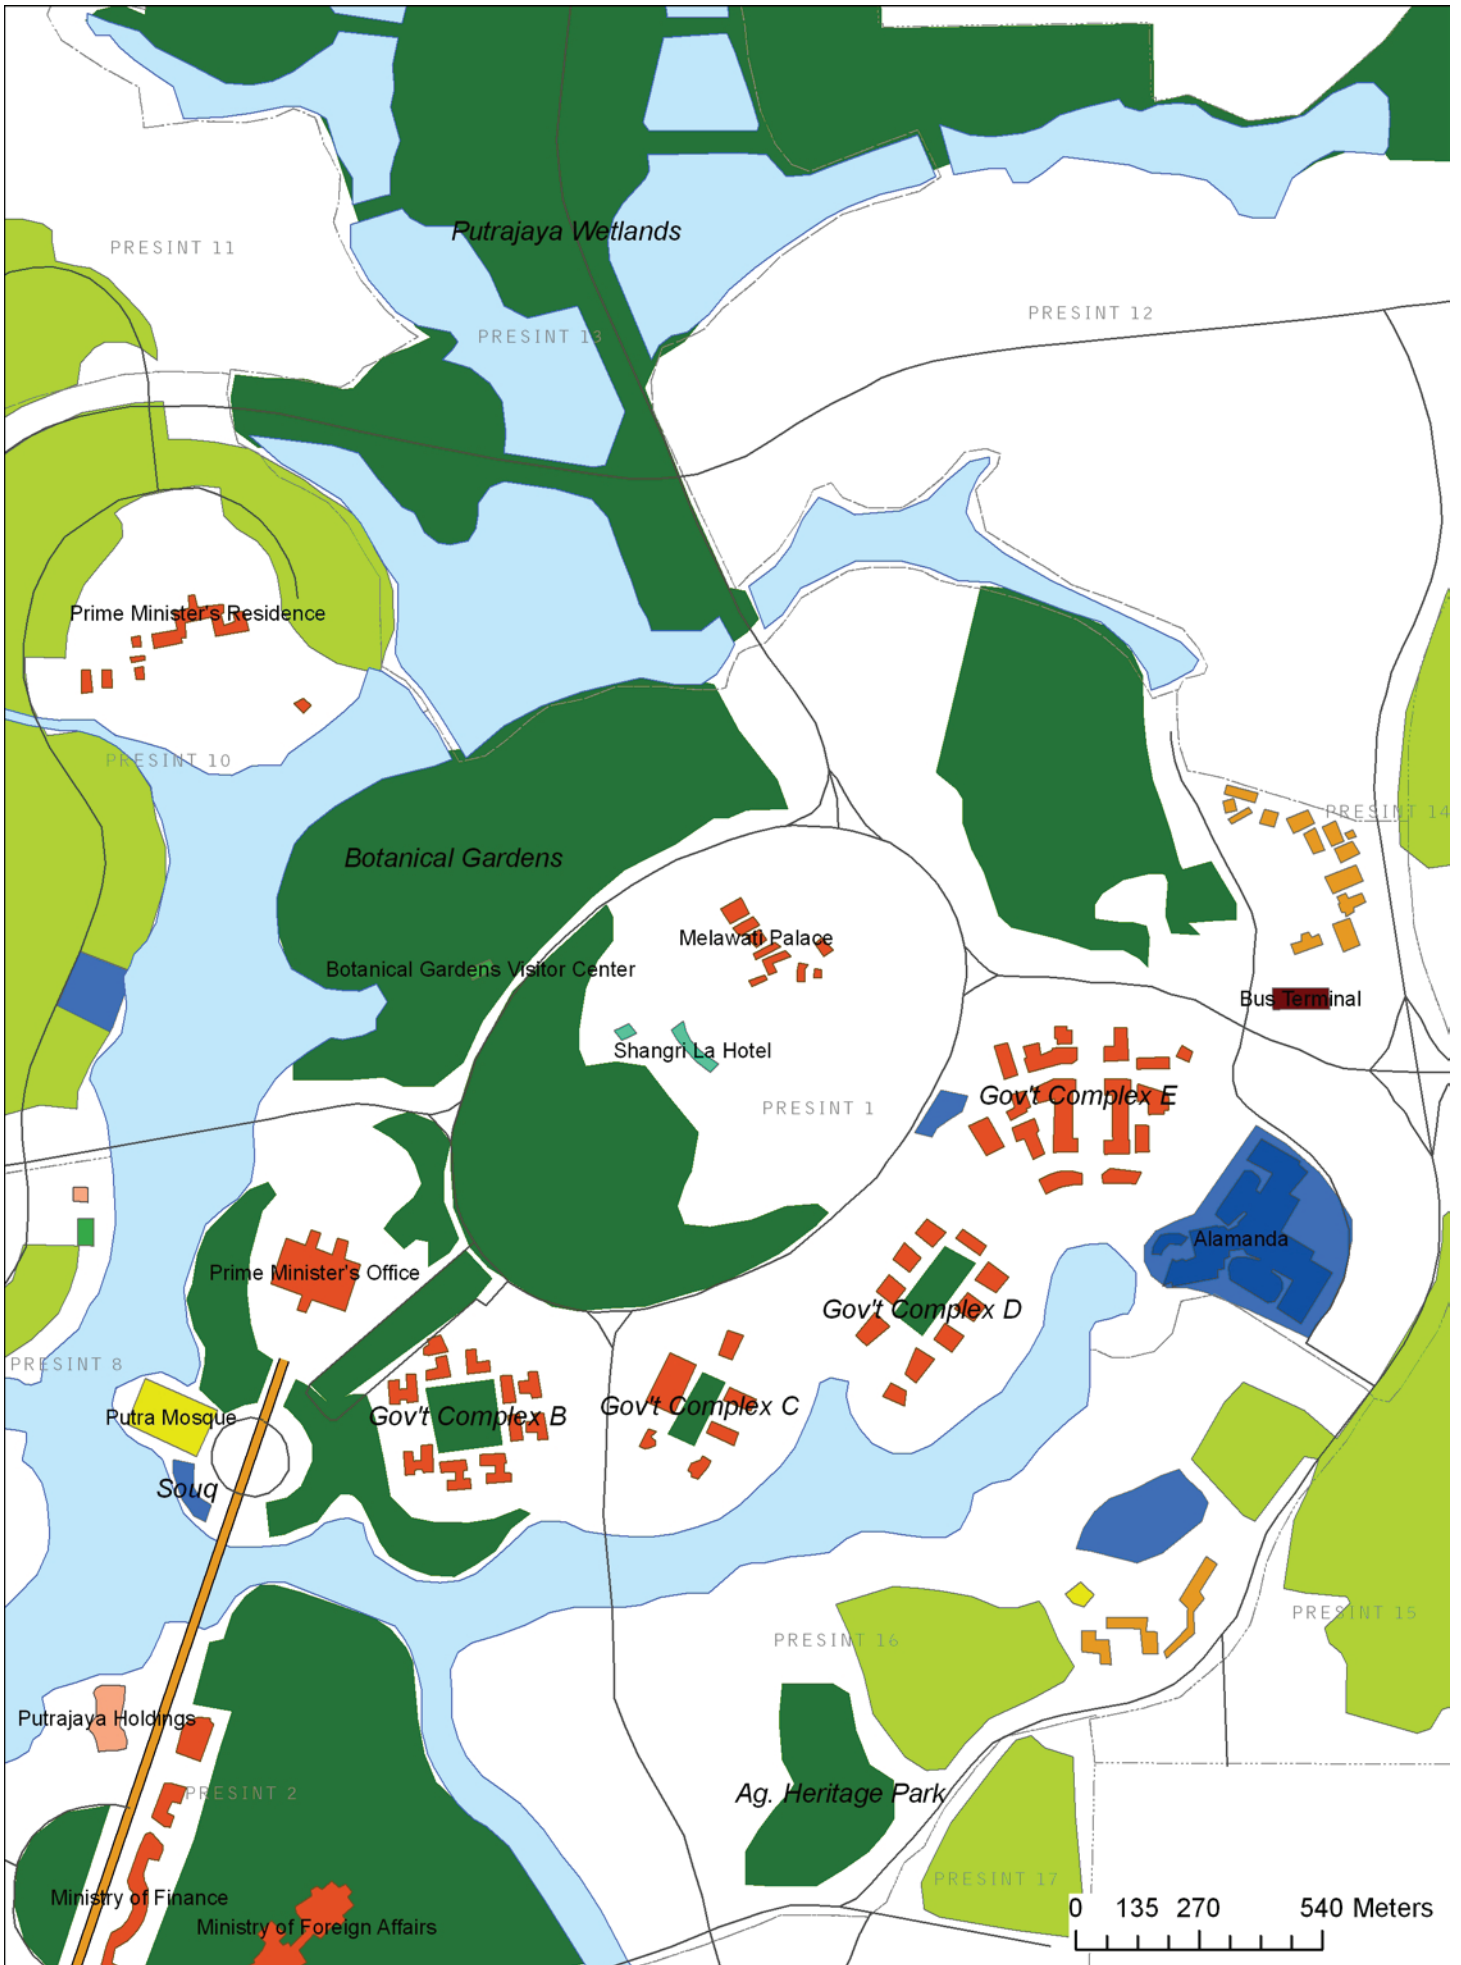 Putrajaya Wetlands
PRESINT 11
PRESINT 12
PRESINT 13
Prime Minister's Residence
PRESINT 10
PRESINT 14
Botanical Gardens
Melawati Palace
Botanical Gardens Visitor Center
Bus Terminal
Shangri La Hotel
Gov't Complex E
PRESINT 1
Alamanda
Prime Minister's Office
Gov't Complex D
PRESINT 8
Gov't Complex C
Putra Mosque
Gov't Complex B
Souq
PRESINT 15
PRESINT 16
Putrajaya Holdings
PRESINT 2
Ag. Heritage Park
PRESINT 17
Ministry of Finance
0 135 270 540 Meters
Ministry of Foreign Affairs